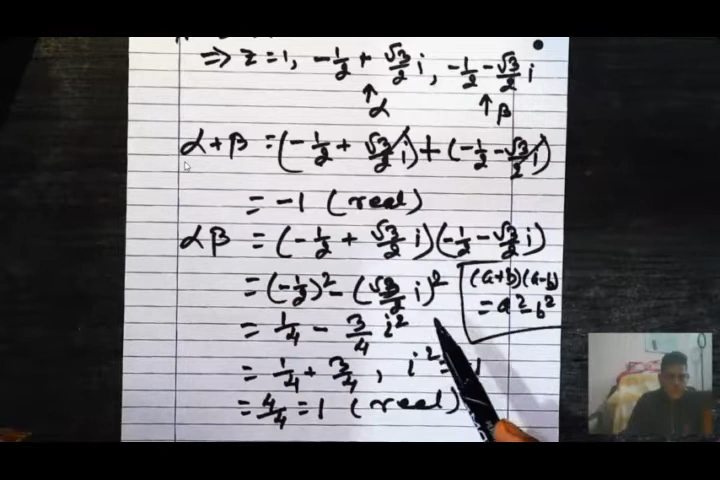 ⇒ z = 1, -1/2 + √3/2 i, -1/2 - √3/2 i
↑ α ↑ β
α + β = (-1/2 + √3/2 i) + (-1/2 - √3/2 i)
= -1 (real)
αβ = (-1/2 + √3/2 i)(-1/2 - √3/2 i)
= (-1/2)² - (√3/2 i)²
(a+b)(a-b)
= a² - b²
= 1/4 - 3/4 i²
= 1/4 + 3/4 , i² = 1
= 4/4 = 1 (real)